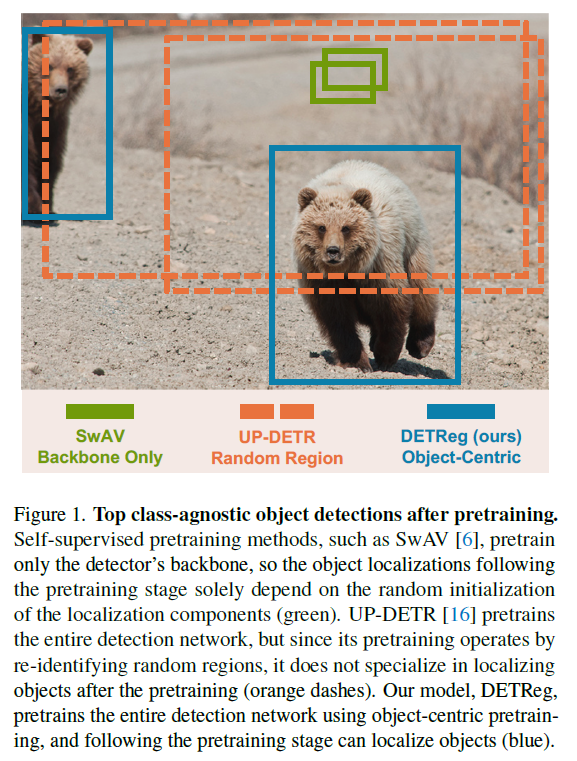 SwAV
Backbone Only
UP-DETR
Random Region
DETReg (ours)
Object-Centric
Figure 1. Top class-agnostic object detections after pretraining.
Self-supervised pretraining methods, such as SwAV [6], pretrain
only the detector's backbone, so the object localizations following
the pretraining stage solely depend on the random initialization
of the localization components (green). UP-DETR [16] pretrains
the entire detection network, but since its pretraining operates by
re-identifying random regions, it does not specialize in localizing
objects after the pretraining (orange dashes). Our model, DETReg,
pretrains the entire detection network using object-centric pretrain-
ing, and following the pretraining stage can localize objects (blue).